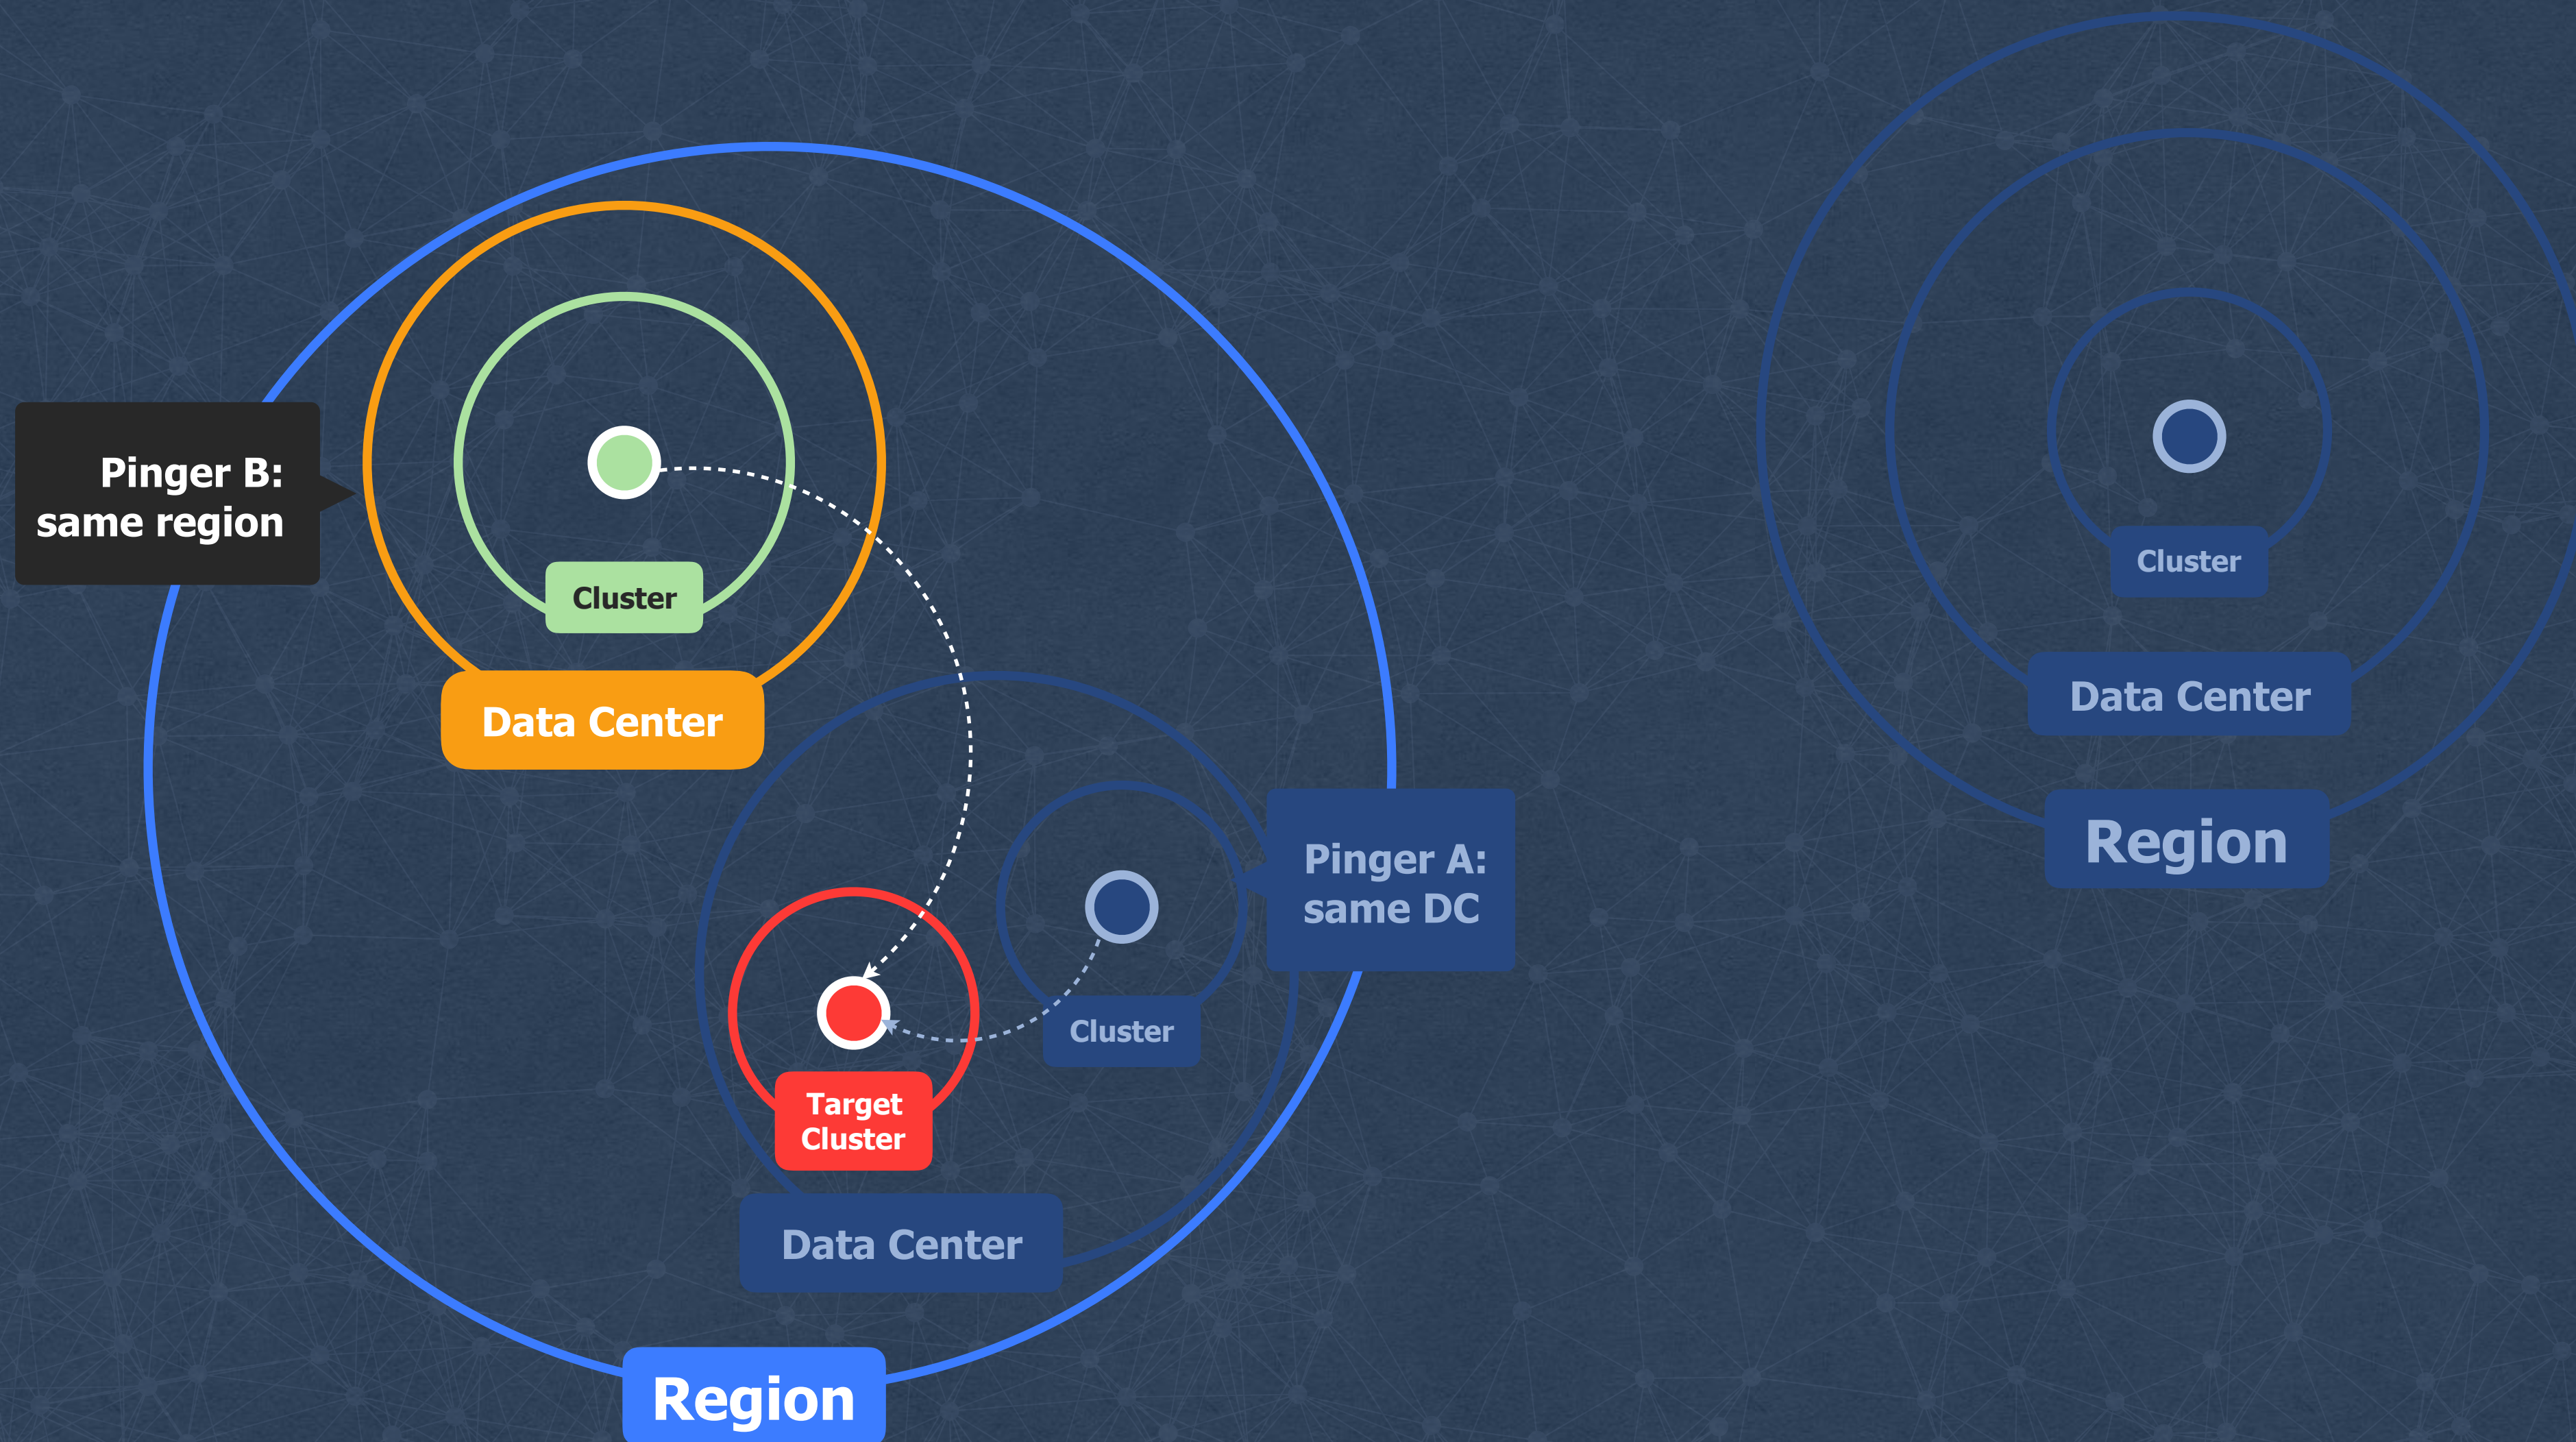 Pinger B:
same region
Cluster
Data Center
Cluster
Data Center
Region
Pinger A:
same DC
Cluster
Target
Cluster
Data Center
Region